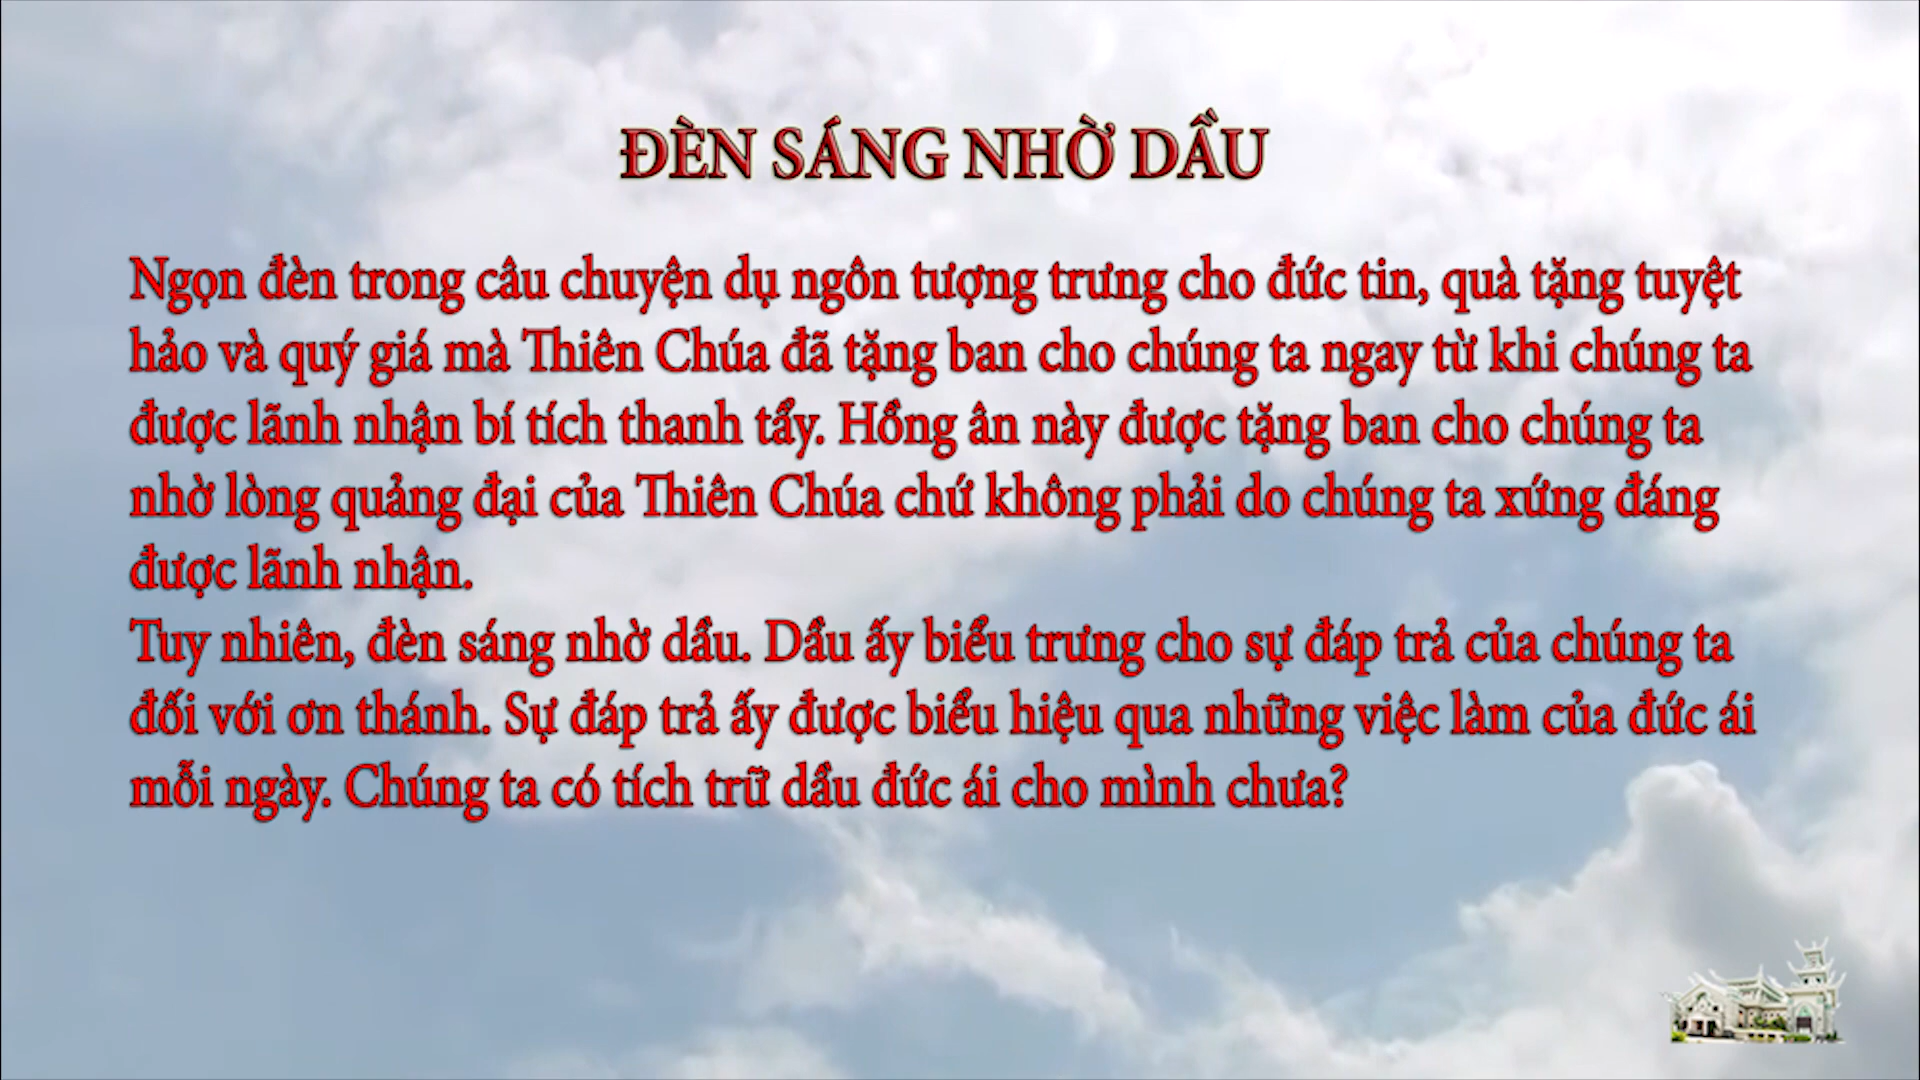 ĐÈN SÁNG NHỜ DẦU
Ngọn đèn trong câu chuyện dụ ngôn tượng trưng cho đức tin, quà tặng tuyệt
hảo và quý giá mà Thiên Chúa đã tặng ban cho chúng ta ngay từ khi chúng ta
được lãnh nhận bí tích thanh tẩy. Hồng ân này được tặng ban cho chúng ta
nhờ lòng quảng đại của Thiên Chúa chứ không phải do chúng ta xứng đáng
được lãnh nhận.
Tuy nhiên, đèn sáng nhờ dầu. Dầu ấy biểu trưng cho sự đáp trả của chúng ta
đối với ơn thánh. Sự đáp trả ấy được biểu hiệu qua những việc làm của đức ái
mỗi ngày. Chúng ta có tích trữ dầu đức ái cho mình chưa?